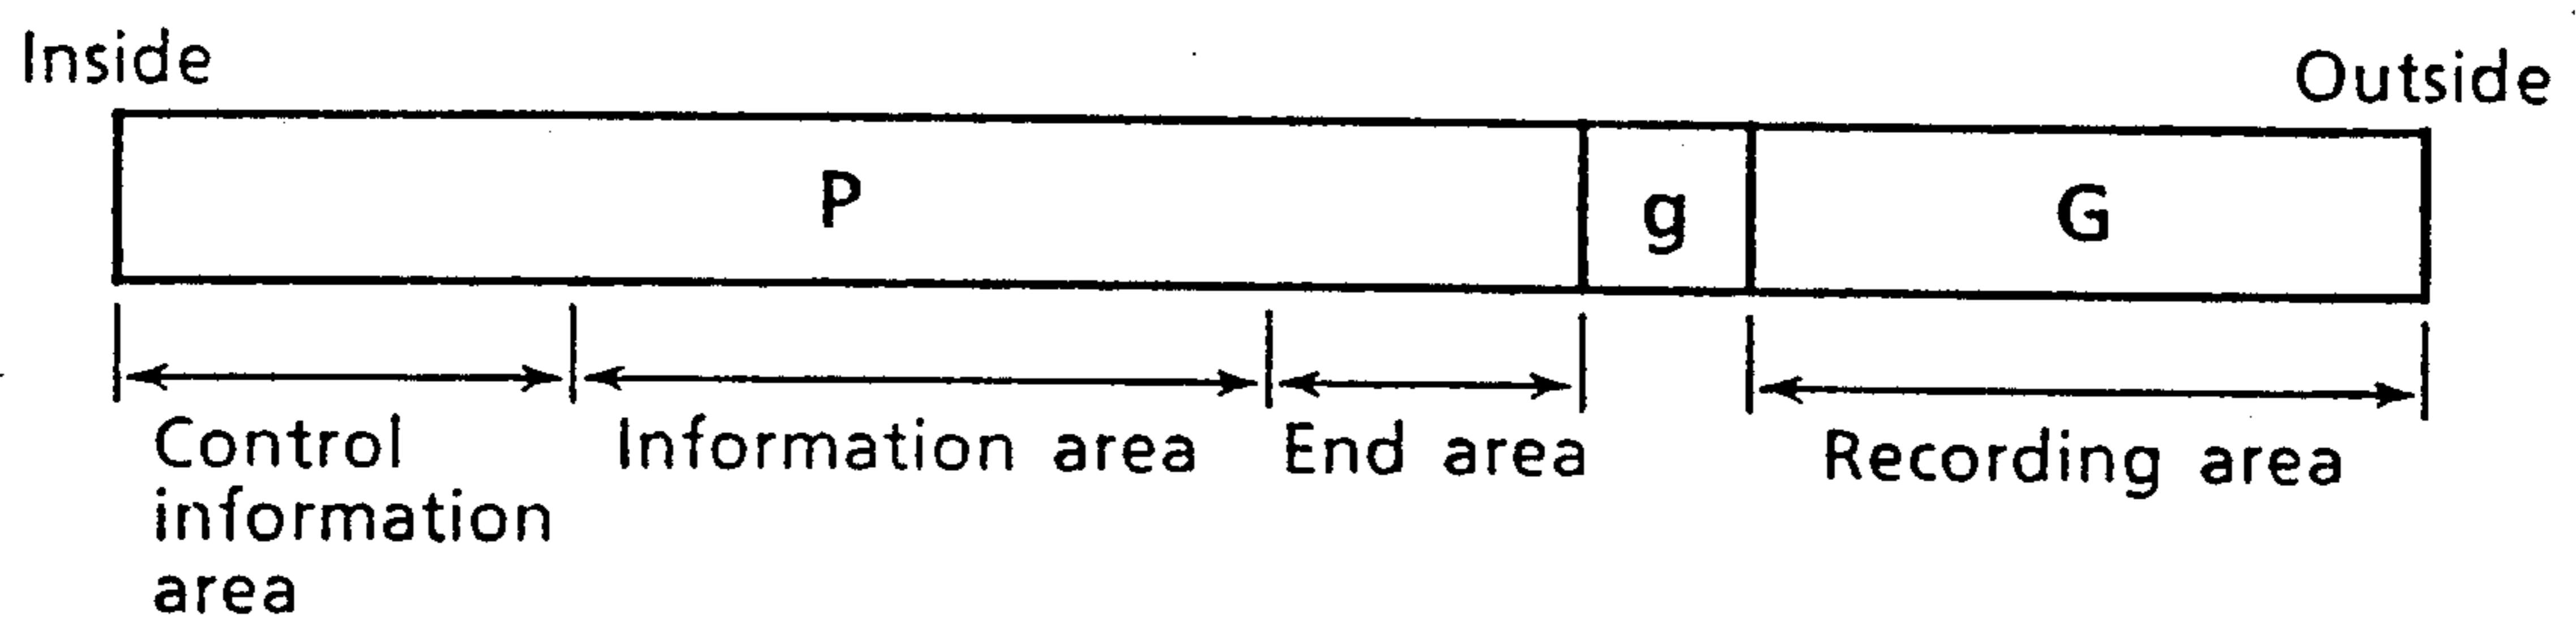 Inside
Outside
P
g
G
Control
information
area
Information area
End area
Recording area